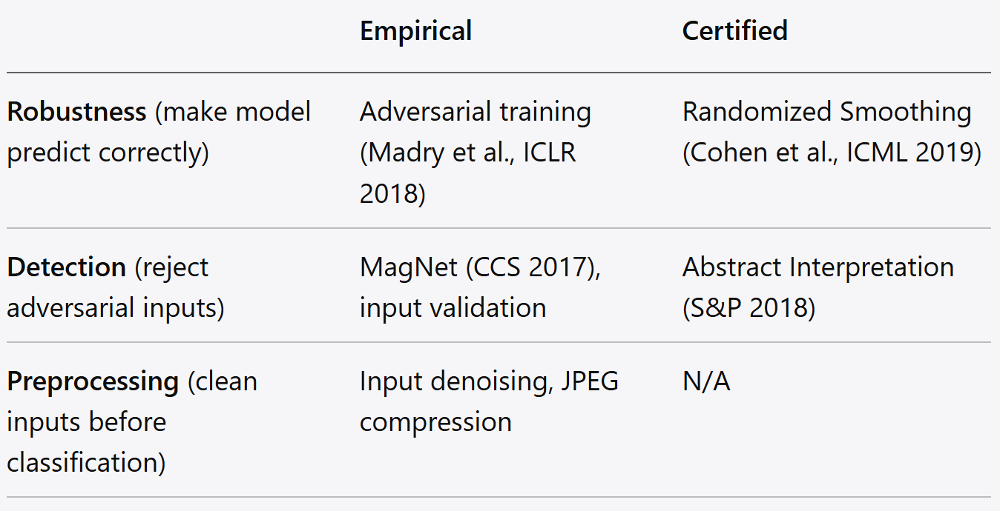 Empirical Certified
Robustness (make model predict correctly) Adversarial training (Madry et al., ICLR 2018) Randomized Smoothing (Cohen et al., ICML 2019)
Detection (reject adversarial inputs) MagNet (CCS 2017), input validation Abstract Interpretation (S&P 2018)
Preprocessing (clean inputs before classification) Input denoising, JPEG compression N/A